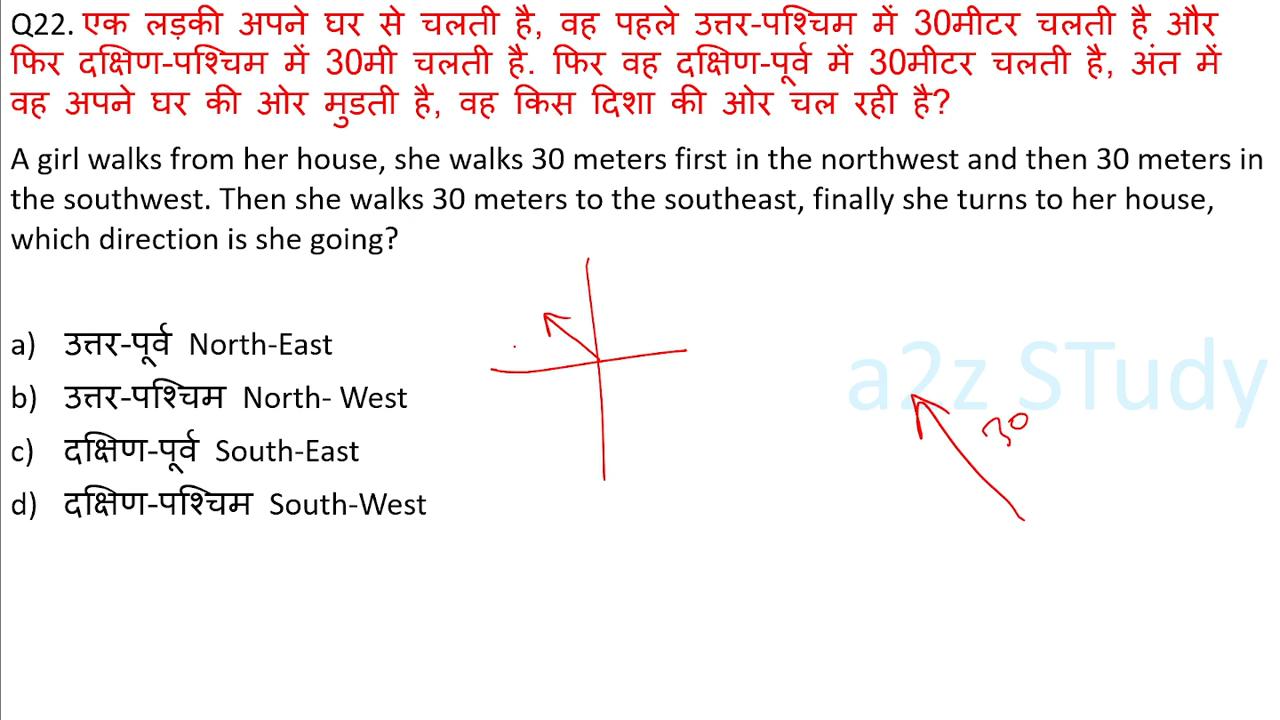 Q22. एक लड़की अपने घर से चलती है, वह पहले उत्तर-पश्चिम में 30मीटर चलती है और
फिर दक्षिण-पश्चिम में 30मी चलती है. फिर वह दक्षिण-पूर्व में 30मीटर चलती है, अंत में
वह अपने घर की ओर मुडती है, वह किस दिशा की ओर चल रही है?
A girl walks from her house, she walks 30 meters first in the northwest and then 30 meters in
the southwest. Then she walks 30 meters to the southeast, finally she turns to her house,
which direction is she going?
a) उत्तर-पूर्व North-East
b) उत्तर-पश्चिम North- West
c) दक्षिण-पूर्व South-East
d) दक्षिण-पश्चिम South-West
a2z STudy
30